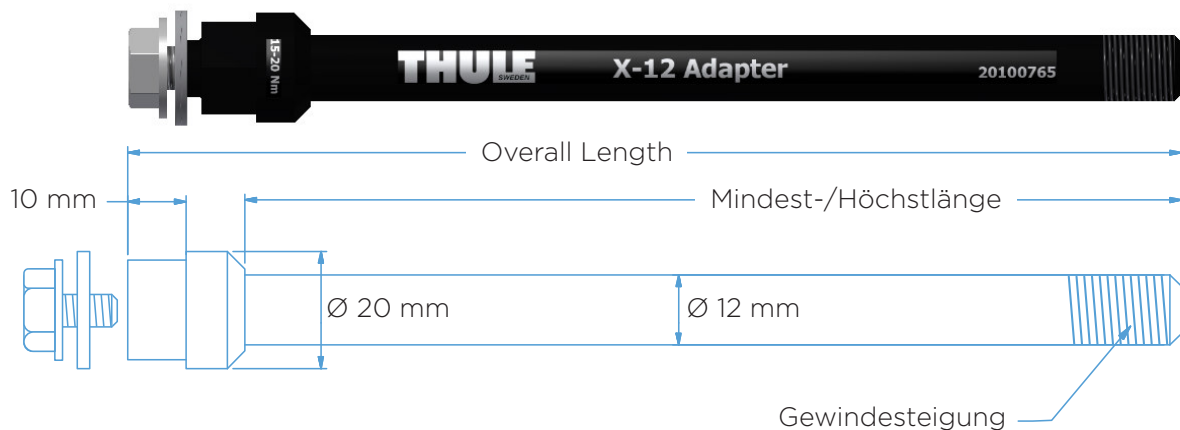 15-20 Nm
THULE
SWEDEN
X-12 Adapter
20100765
Overall Length
10 mm
Mindest-/Höchstlänge
Ø 20 mm
Ø 12 mm
Gewindesteigung